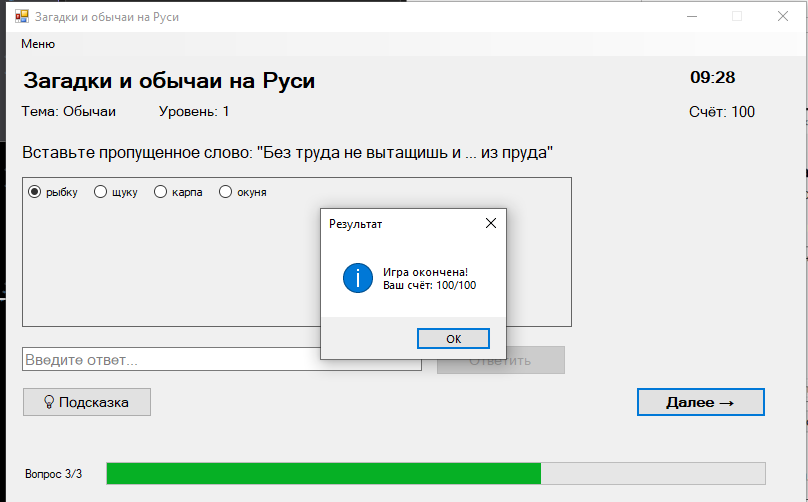 Загадки и обычаи на Руси
Меню
Загадки и обычаи на Руси
09:28
Тема: Обычаи Уровень: 1
Счёт: 100
Вставьте пропущенное слово: "Без труда не вытащишь и ... из пруда"
рыбку щуку карпа окуня
Результат
Игра окончена!
Ваш счёт: 100/100
OK
Введите ответ...
Ответить
Подсказка
Далее →
Вопрос 3/3